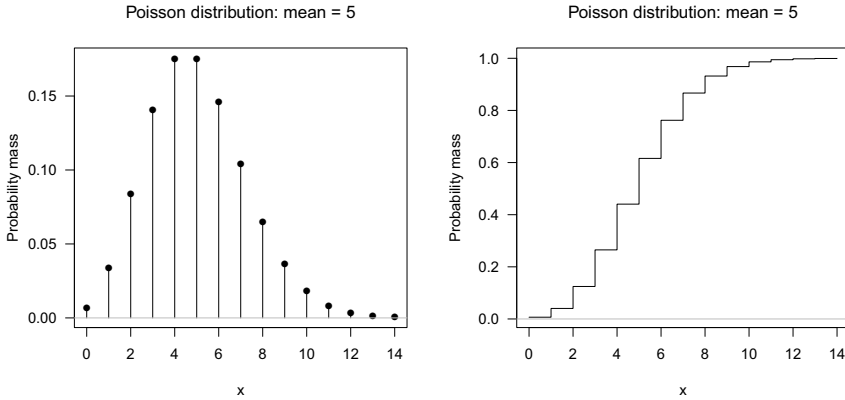 Poisson distribution: mean = 5
Probability mass
0.15
0.10
0.05
0.00
0 2 4 6 8 10 12 14
x
Poisson distribution: mean = 5
Probability mass
1.0
0.8
0.6
0.4
0.2
0.0
0 2 4 6 8 10 12 14
x